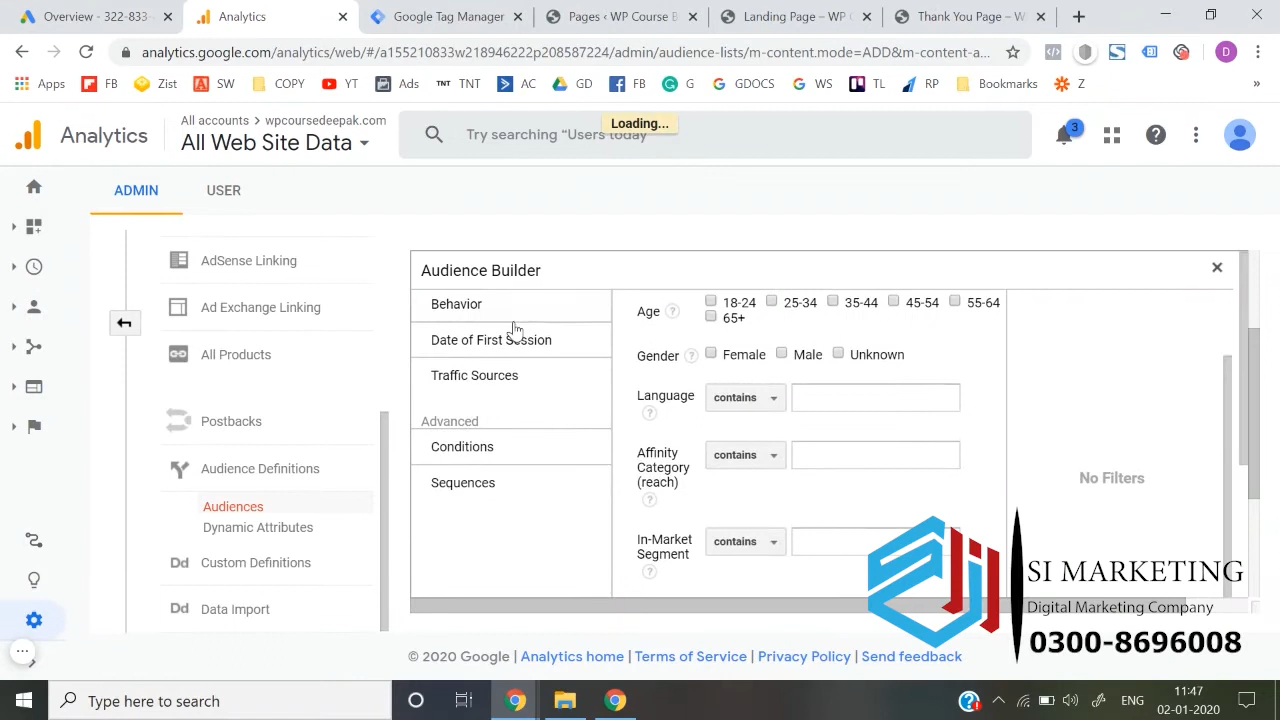 Overview - 322-833-
Analytics
Google Tag Manager
Pages ‹ WP Course B
Landing Page – WP C
Thank You Page – W
analytics.google.com/analytics/web/#/a155210833w218946222p208587224/admin/audience-lists/m-content.mode=ADD&m-content-a...
D
Apps
FB
Zist
SW
COPY
YT
Ads
TNT TNT
AC
GD
FB
G
GDOCS
WS
TL
RP
Bookmarks
Z
»
Analytics
All accounts > wpcoursedeepak.com
All Web Site Data
Try searching “Users today
Loading...
3
ADMIN
USER
AdSense Linking
Ad Exchange Linking
All Products
Postbacks
Audience Definitions
Audiences
Dynamic Attributes
Dd Custom Definitions
Dd Data Import
Audience Builder
Behavior
Date of First Session
Traffic Sources
Advanced
Conditions
Sequences
Age ?
18-24 25-34 35-44 45-54 55-64
65+
Gender ? Female Male Unknown
Language
?
contains
Affinity
Category
(reach)
?
contains
In-Market
Segment
?
contains
No Filters
SI MARKETING
Digital Marketing Company
0300-8696008
© 2020 Google | Analytics home | Terms of Service | Privacy Policy | Send feedback
Type here to search
ENG
11:47
02-01-2020